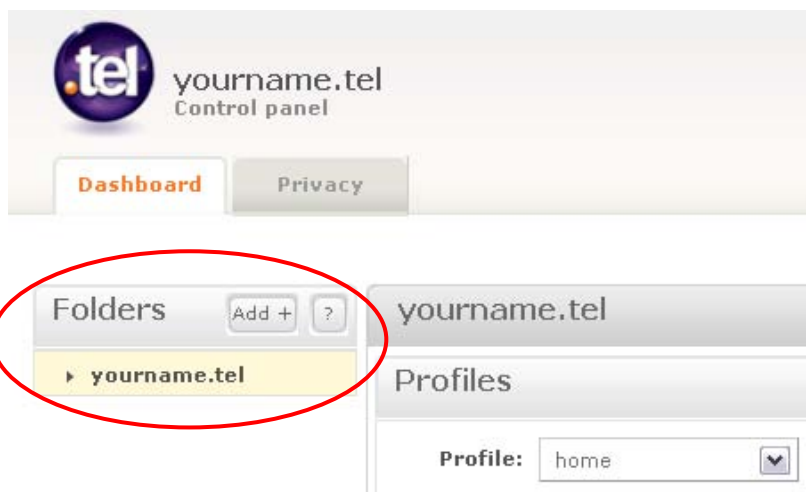 .tel
yourname.tel
Control panel
Dashboard Privacy
Folders Add + ?
yourname.tel
yourname.tel
Profiles
Profile: home